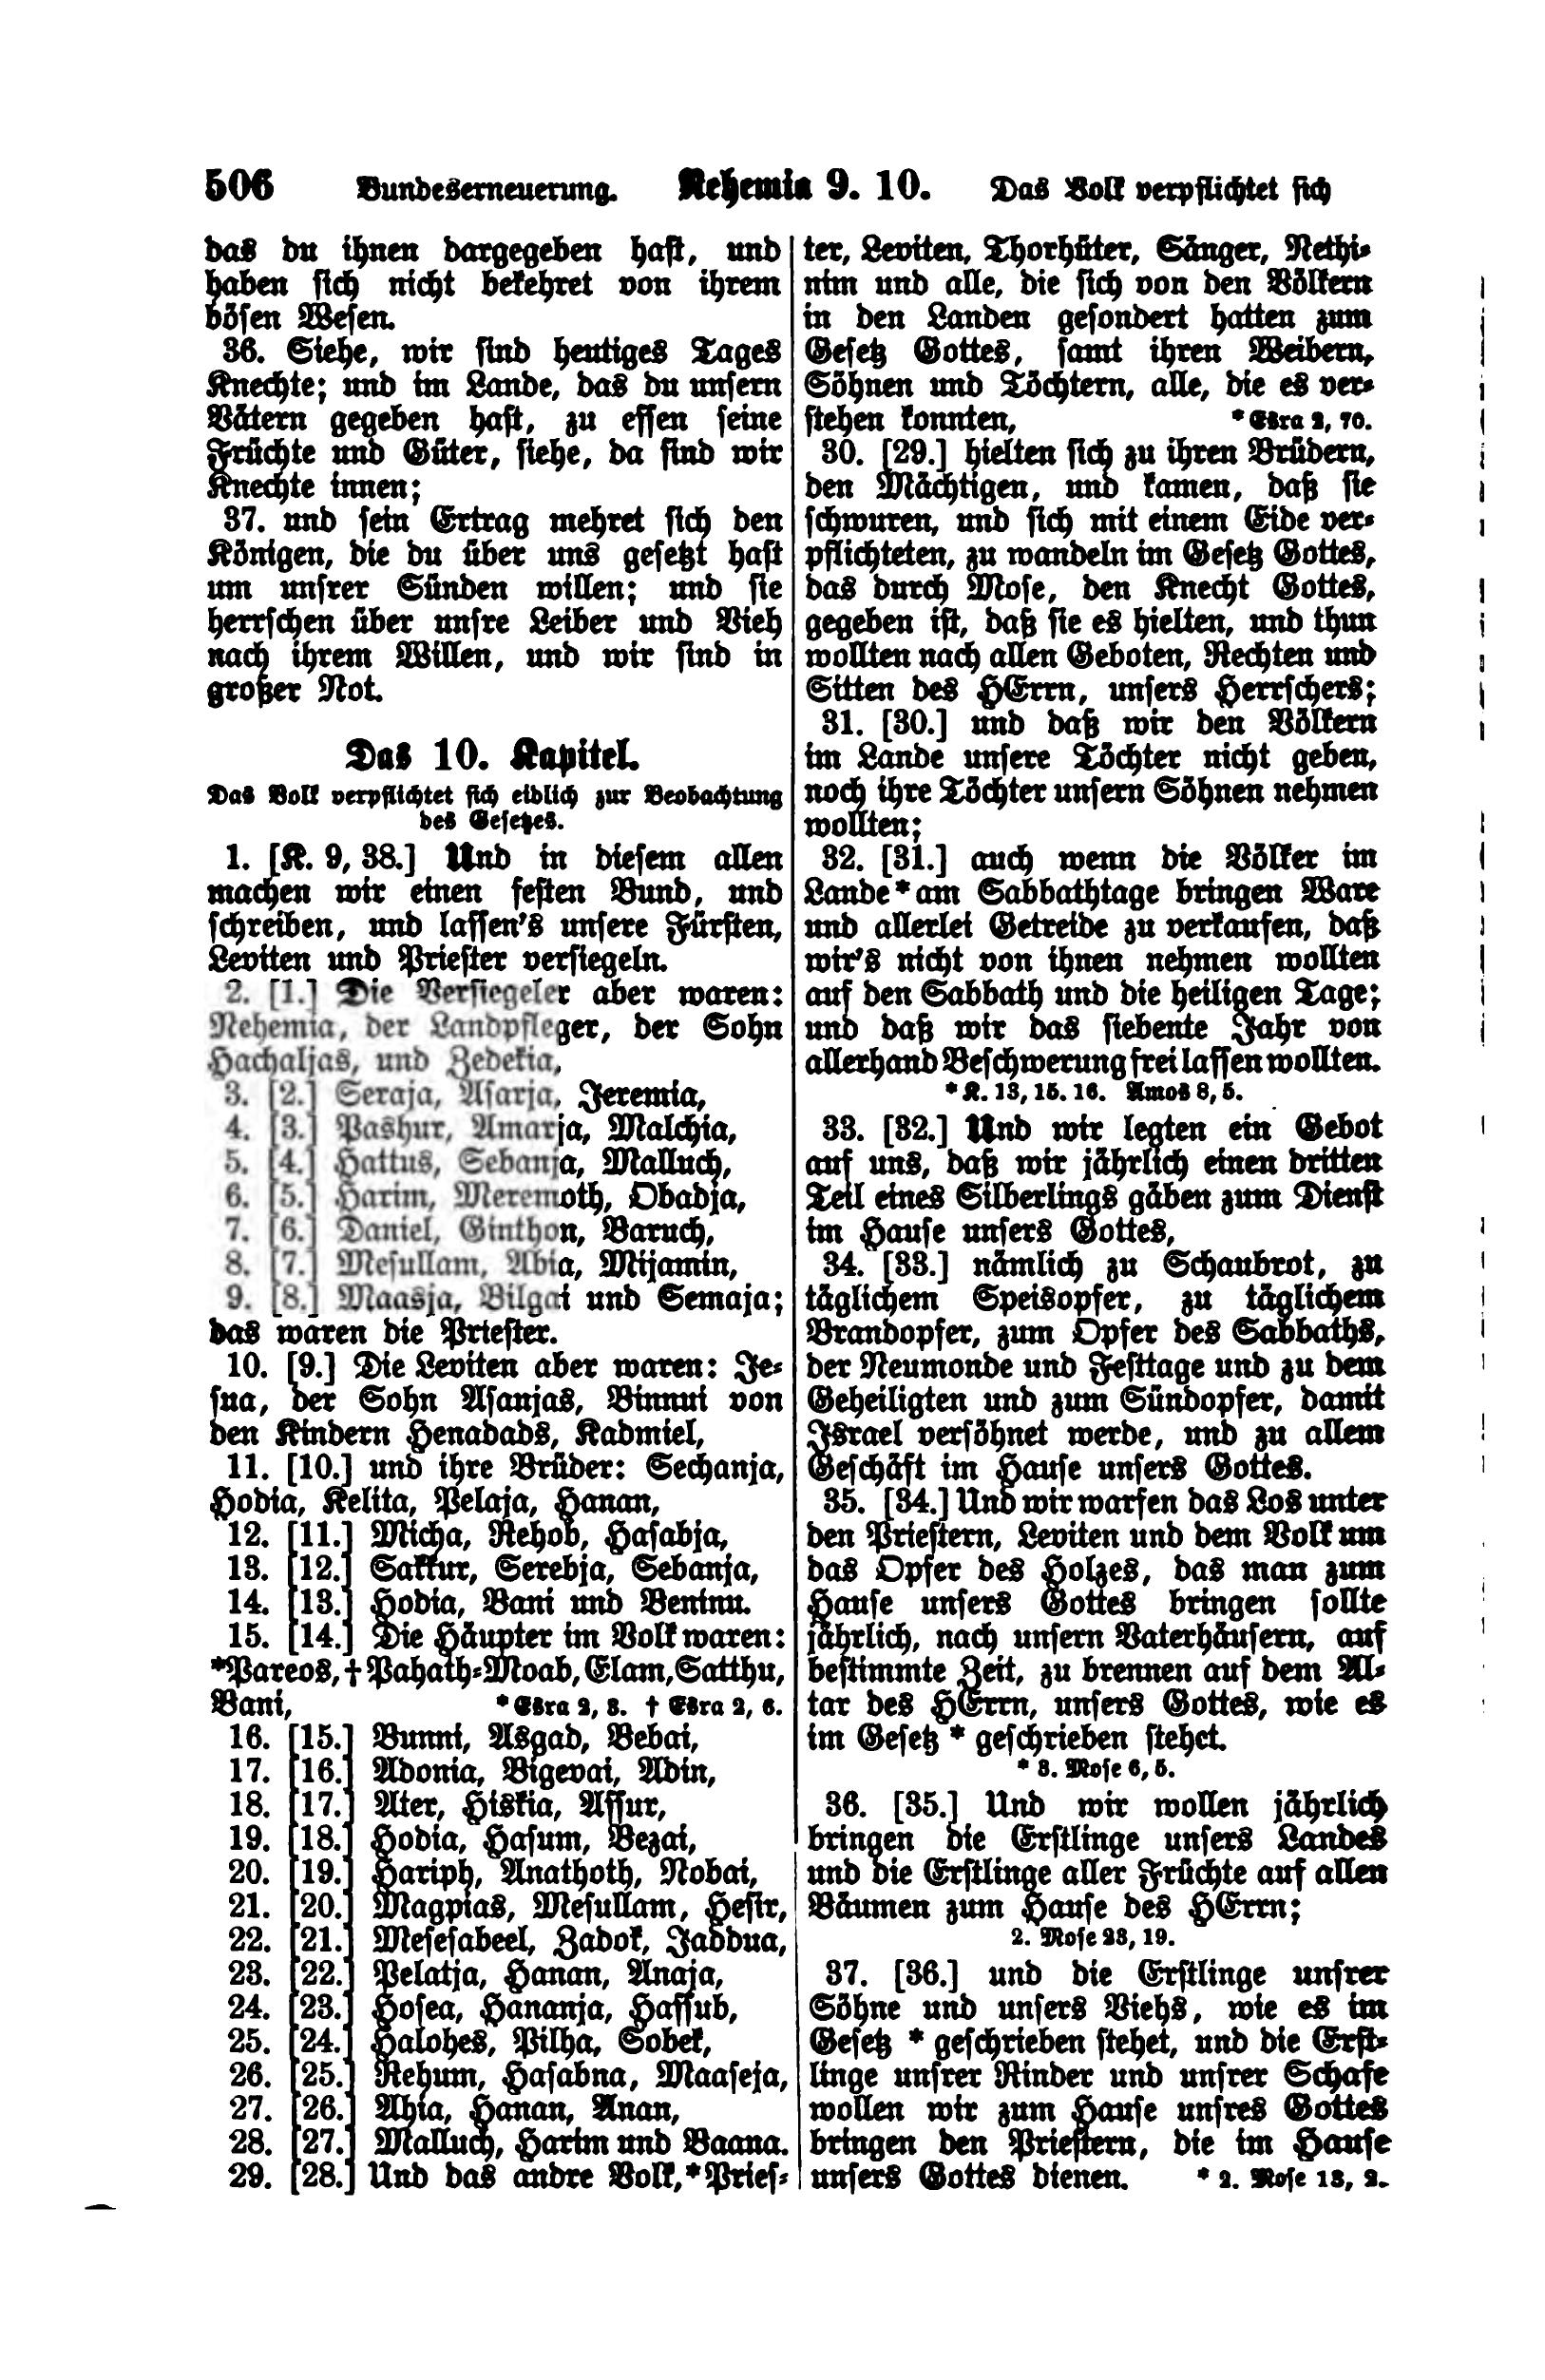 506 Bundeserneuerung. Nehemia 9. 10. Das Volk verpflichtet sich
das du ihnen dargegeben hast, und
haben sich nicht bekehret von ihrem
bösen Wesen.
36. Siehe, wir sind heutiges Tages
Knechte; und im Lande, das du unsern
Vätern gegeben hast, zu essen seine
Früchte und Güter, siehe, da sind wir
Knechte innen;
37. und sein Ertrag mehret sich den
Königen, die du über uns gesetzt hast
um unsrer Sünden willen; und sie
herrschen über unsre Leiber und Vieh
nach ihrem Willen, und wir sind in
großer Not.
Das 10. Kapitel.
Das Volk verpflichtet sich eidlich zur Beobachtung
des Gesetzes.
1. [K. 9, 38.] Und in diesem allen
machen wir einen festen Bund, und
schreiben, und lassen's unsere Fürsten,
Leviten und Priester versiegeln.
2. [1.] Die Versiegeler aber waren:
Nehemia, der Landpfleger, der Sohn
Hachaljas, und Zedekia,
3. [2.] Seraja, Asarja, Jeremia,
4. [3.] Pashur, Amarja, Malchia,
5. [4.] Hattus, Sebanja, Malluch,
6. [5.] Harim, Meremoth, Obadja,
7. [6.] Daniel, Ginthon, Baruch,
8. [7.] Mesullam, Abia, Mijamin,
9. [8.] Maasja, Bilgai und Semaja;
das waren die Priester.
10. [9.] Die Leviten aber waren: Je-
sua, der Sohn Asanjas, Binnui von
den Kindern Henadads, Kadmiel,
11. [10.] und ihre Brüder: Sechanja,
Hodia, Kelita, Pelaja, Hanan,
12. [11.] Micha, Rehob, Hasabja,
13. [12.] Sakkur, Serebja, Sebanja,
14. [13.] Hodia, Bani und Beninu.
15. [14.] Die Häupter im Volk waren:
*Pareos, † Pahath-Moab, Elam, Satthu,
Bani, * Esra 2, 3. † Esra 2, 6.
16. [15.] Bunni, Asgad, Bebai,
17. [16.] Adonia, Bigevai, Adin,
18. [17.] Ater, Hiskia, Assur,
19. [18.] Hodia, Hasum, Bezai,
20. [19.] Hariph, Anathoth, Nobai,
21. [20.] Magpias, Mesullam, Hesir,
22. [21.] Mesesabeel, Zadok, Jaddua,
23. [22.] Pelatja, Hanan, Anaja,
24. [23.] Hosea, Hananja, Hassub,
25. [24.] Halohes, Pilha, Sobek,
26. [25.] Rehum, Hasabna, Maaseja,
27. [26.] Ahia, Hanan, Anan,
28. [27.] Malluch, Harim und Baana.
29. [28.] Und das andre Volk, * Pries-
ter, Leviten, Thorhüter, Sänger, Nethi-
nim und alle, die sich von den Völkern
in den Landen gesondert hatten zum
Gesetz Gottes, samt ihren Weibern,
Söhnen und Töchtern, alle, die es ver-
stehen konnten, * Esra 2, 70.
30. [29.] hielten sich zu ihren Brüdern,
den Mächtigen, und kamen, daß sie
schwuren, und sich mit einem Eide ver-
pflichteten, zu wandeln im Gesetz Gottes,
das durch Mose, den Knecht Gottes,
gegeben ist, daß sie es hielten, und thun
wollten nach allen Geboten, Rechten und
Sitten des HErrn, unsers Herrschers;
31. [30.] und daß wir den Völkern
im Lande unsere Töchter nicht geben,
noch ihre Töchter unsern Söhnen nehmen
wollten;
32. [31.] auch wenn die Völker im
Lande * am Sabbathtage bringen Ware
und allerlei Getreide zu verkaufen, daß
wir's nicht von ihnen nehmen wollten
auf den Sabbath und die heiligen Tage;
und daß wir das siebente Jahr von
allerhand Beschwerung frei lassen wollten.
* K. 13, 15. 16. Amos 8, 5.
33. [32.] Und wir legten ein Gebot
auf uns, daß wir jährlich einen dritten
Teil eines Silberlings gäben zum Dienst
im Hause unsers Gottes,
34. [33.] nämlich zu Schaubrot, zu
täglichem Speisopfer, zu täglichem
Brandopfer, zum Opfer des Sabbaths,
der Neumonde und Festtage und zu dem
Geheiligten und zum Sündopfer, damit
Israel versöhnet werde, und zu allem
Geschäft im Hause unsers Gottes.
35. [34.] Und wir warfen das Los unter
den Priestern, Leviten und dem Volk um
das Opfer des Holzes, das man zum
Hause unsers Gottes bringen sollte
jährlich, nach unsern Vaterhäusern, auf
bestimmte Zeit, zu brennen auf dem Al-
tar des HErrn, unsers Gottes, wie es
im Gesetz * geschrieben stehet.
* 3. Mose 6, 5.
36. [35.] Und wir wollen jährlich
bringen die Erstlinge unsers Landes
und die Erstlinge aller Früchte auf allen
Bäumen zum Hause des HErrn;
2. Mose 23, 19.
37. [36.] und die Erstlinge unsrer
Söhne und unsers Viehs, wie es im
Gesetz * geschrieben stehet, und die Erst-
linge unsrer Rinder und unsrer Schafe
wollen wir zum Hause unsres Gottes
bringen den Priestern, die im Hause
unsers Gottes dienen. * 2. Mose 13, 2.